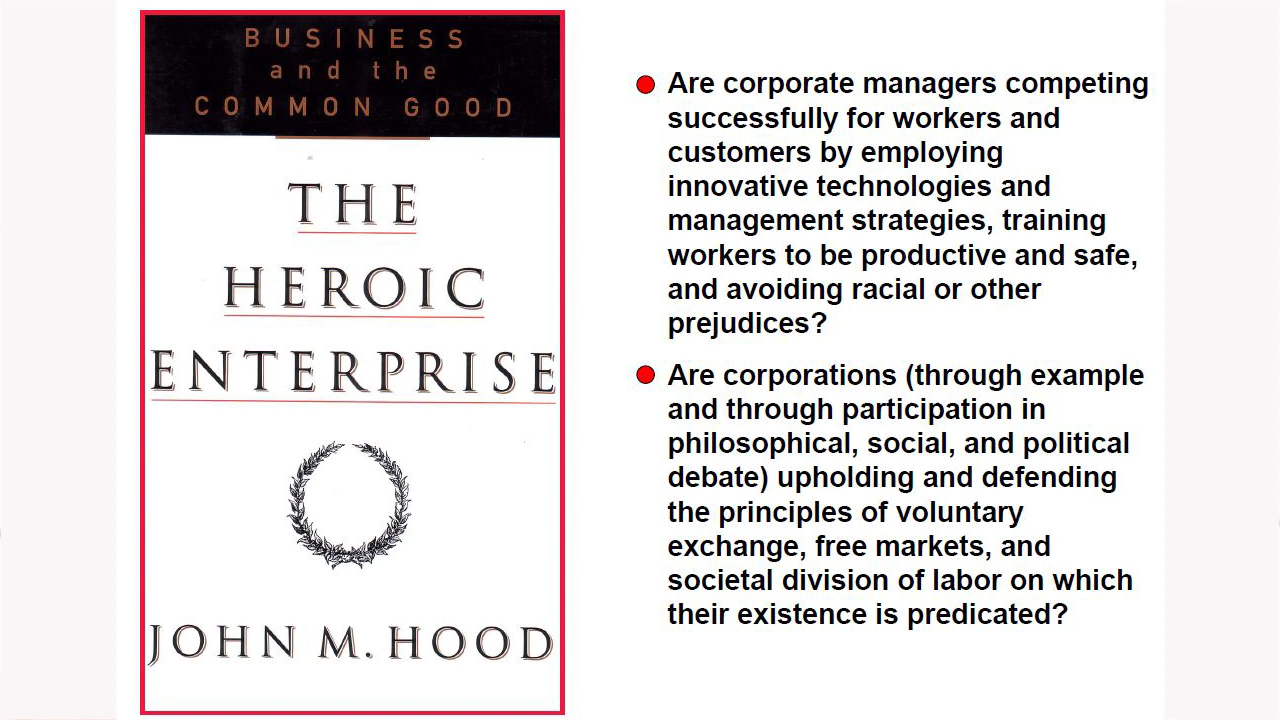 BUSINESS
and the
COMMON GOOD
THE
HEROIC
ENTERPRISE
JOHN M. HOOD
Are corporate managers competing
successfully for workers and
customers by employing
innovative technologies and
management strategies, training
workers to be productive and safe,
and avoiding racial or other
prejudices?
Are corporations (through example
and through participation in
philosophical, social, and political
debate) upholding and defending
the principles of voluntary
exchange, free markets, and
societal division of labor on which
their existence is predicated?